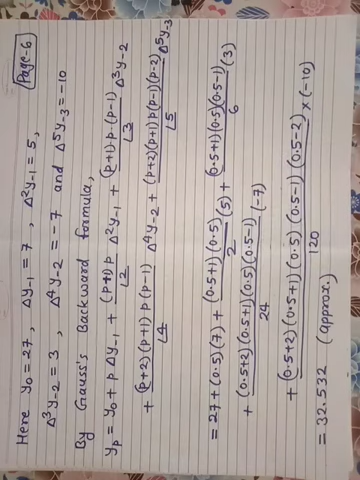 Page-6
Here y₀ = 27, Δy₋₁ = 7, Δ²y₋₁ = 5,
Δ³y₋₂ = 3, Δ⁴y₋₂ = -7 and Δ⁵y₋₃ = -10
By Gauss's Backward formula,
yₚ = y₀ + p Δy₋₁ + (p+1)p/⌊2 Δ²y₋₁ + (p+1)·p·(p-1)/⌊3 Δ³y₋₂
+ (p+2)(p+1)p(p-1)/⌊4 Δ⁴y₋₂ + (p+2)(p+1)p(p-1)(p-2)/⌊5 Δ⁵y₋₃
= 27 + (0.5)(7) + (0.5+1)(0.5)/2 (5) + (0.5+1)(0.5)(0.5-1)/6 (3)
+ (0.5+2)(0.5+1)(0.5)(0.5-1)/24 (-7)
+ (0.5+2)(0.5+1)(0.5)(0.5-1)(0.5-2)/120 × (-10)
= 32.532 (approx.)